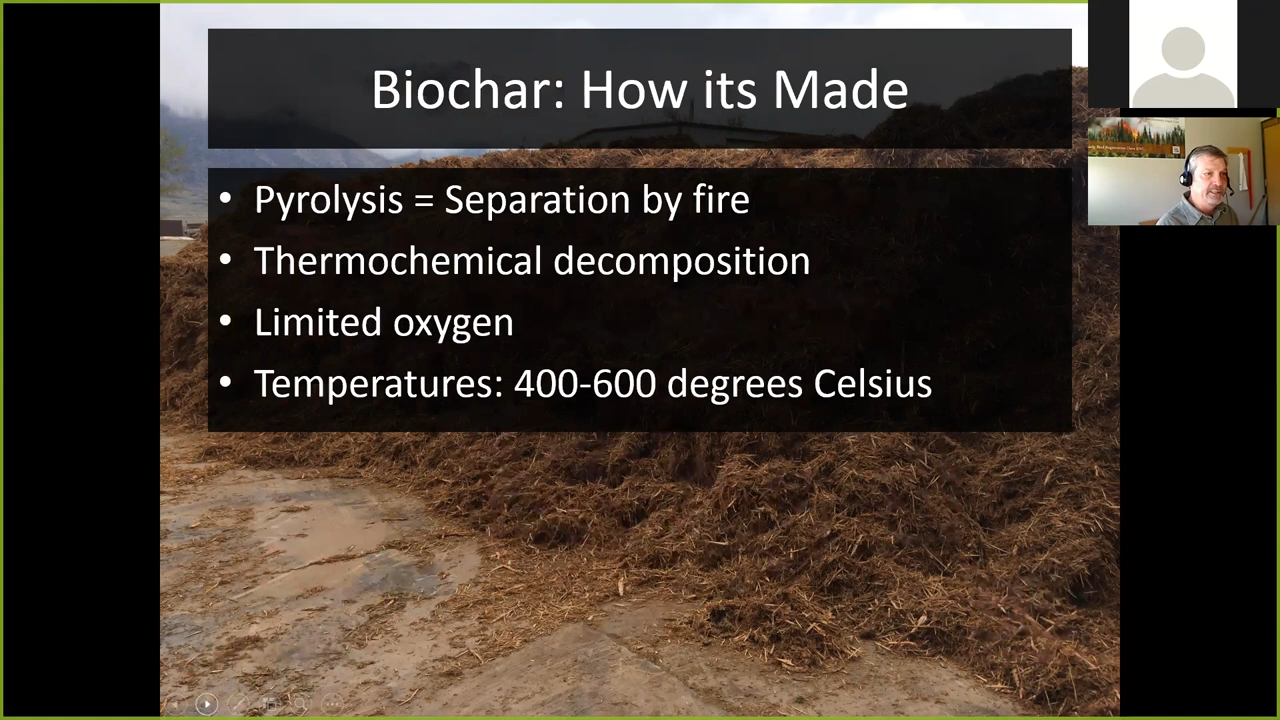 Biochar: How its Made
• Pyrolysis = Separation by fire
• Thermochemical decomposition
• Limited oxygen
• Temperatures: 400-600 degrees Celsius